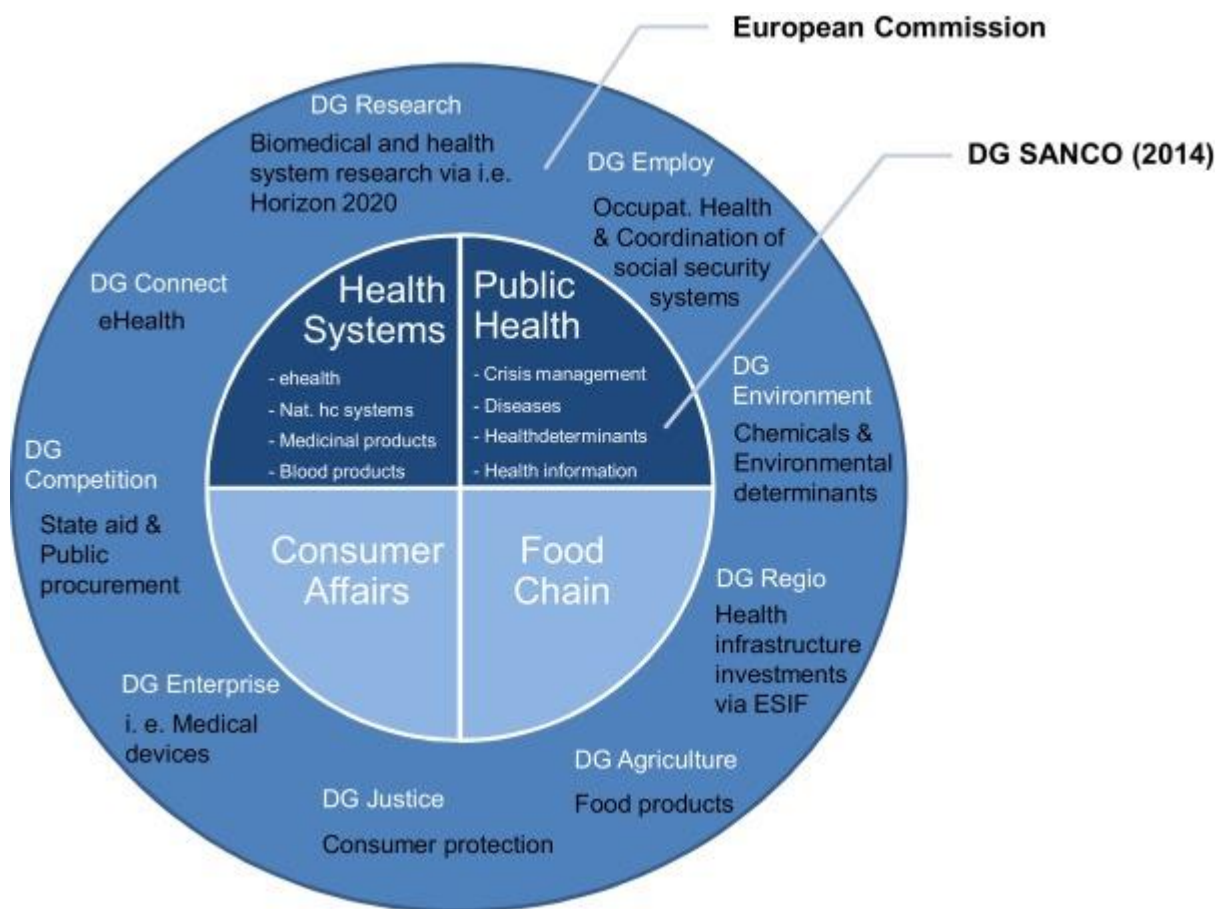 European Commission
DG SANCO (2014)
DG Research
Biomedical and health
system research via i.e.
Horizon 2020
DG Employ
Occupat. Health
& Coordination of
social security
systems
DG Connect
eHealth
Health
Systems
- ehealth
- Nat. hc systems
- Medicinal products
- Blood products
Public
Health
- Crisis management
- Diseases
- Healthdeterminants
- Health information
DG
Environment
Chemicals &
Environmental
determinants
DG
Competition
State aid &
Public
procurement
Consumer
Affairs
Food
Chain
DG Regio
Health
infrastructure
investments
via ESIF
DG Enterprise
i. e. Medical
devices
DG Agriculture
Food products
DG Justice
Consumer protection